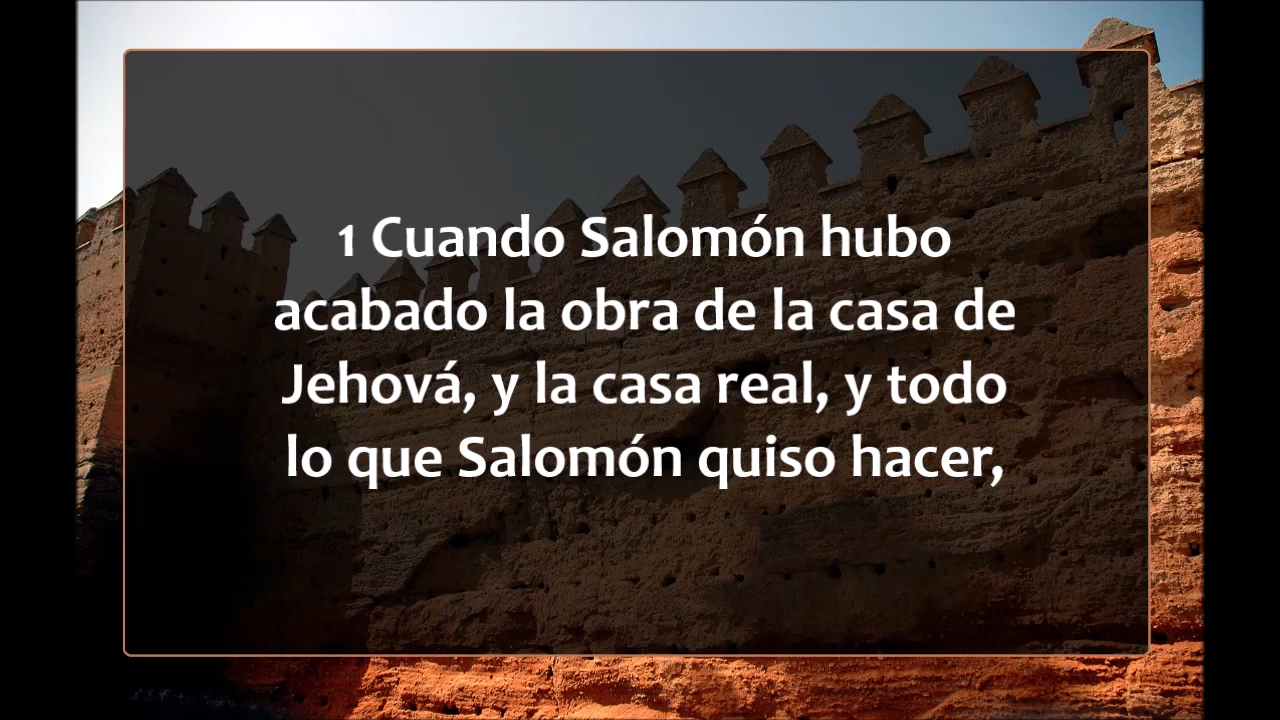 1 Cuando Salomón hubo
acabado la obra de la casa de
Jehová, y la casa real, y todo
lo que Salomón quiso hacer,